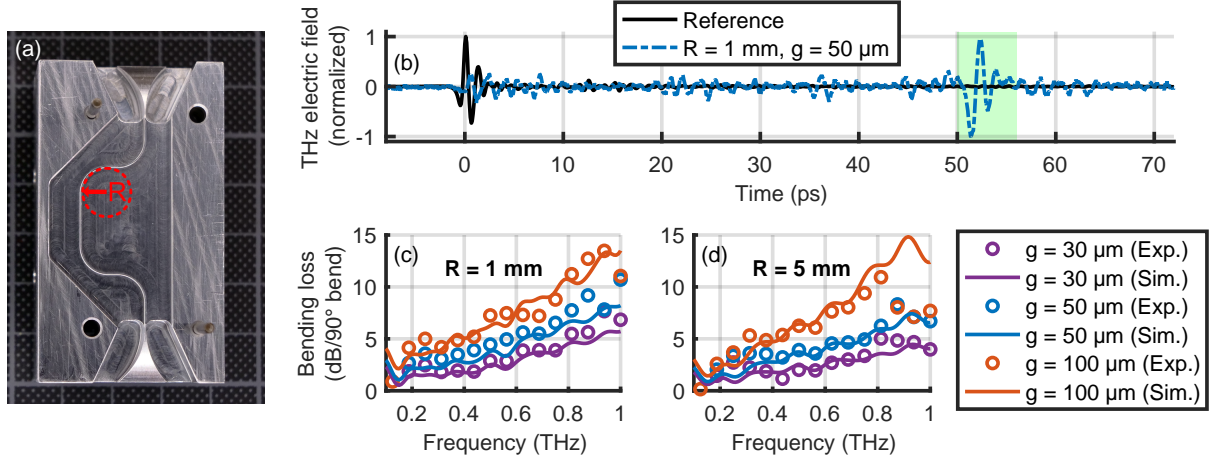 (a)
R
(b)
Reference
R = 1 mm, g = 50 µm
THz electric field
(normalized)
1
0
-1
0
10
20
30
40
50
60
70
Time (ps)
(c)
R = 1 mm
Bending loss
(dB/90° bend)
15
10
5
0
0.2
0.4
0.6
0.8
1
Frequency (THz)
(d)
R = 5 mm
15
10
5
0
0.2
0.4
0.6
0.8
1
Frequency (THz)
g = 30 µm (Exp.)
g = 30 µm (Sim.)
g = 50 µm (Exp.)
g = 50 µm (Sim.)
g = 100 µm (Exp.)
g = 100 µm (Sim.)